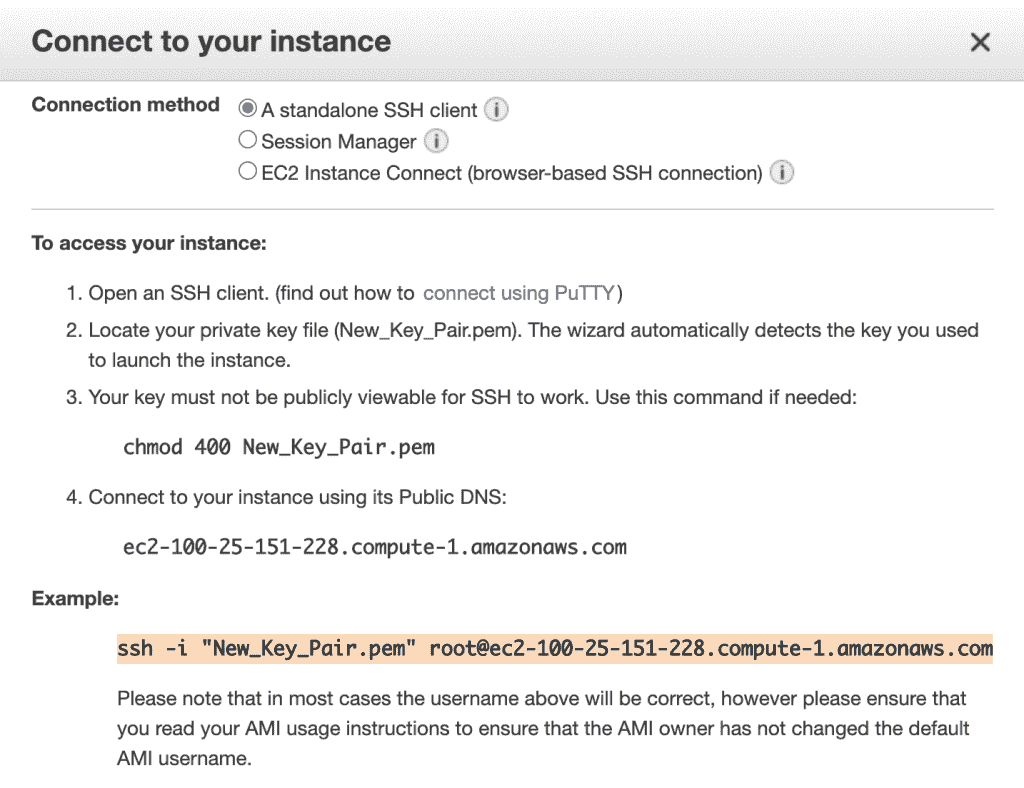 Connect to your instance
Connection method
A standalone SSH client
Session Manager
EC2 Instance Connect (browser-based SSH connection)
To access your instance:
1. Open an SSH client. (find out how to connect using PuTTY)
2. Locate your private key file (New_Key_Pair.pem). The wizard automatically detects the key you used
to launch the instance.
3. Your key must not be publicly viewable for SSH to work. Use this command if needed:
chmod 400 New_Key_Pair.pem
4. Connect to your instance using its Public DNS:
ec2-100-25-151-228.compute-1.amazonaws.com
Example:
ssh -i "New_Key_Pair.pem" root@ec2-100-25-151-228.compute-1.amazonaws.com
Please note that in most cases the username above will be correct, however please ensure that
you read your AMI usage instructions to ensure that the AMI owner has not changed the default
AMI username.